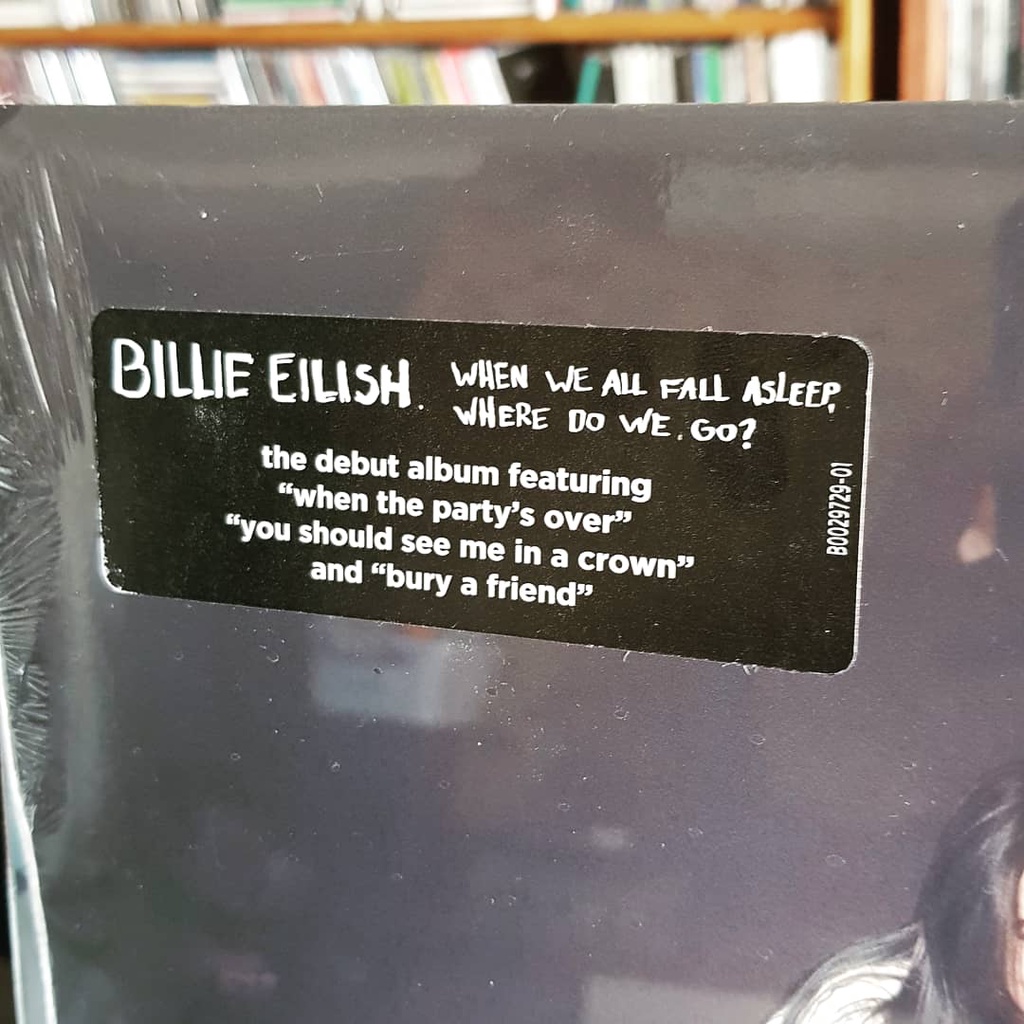 BILLIE EILISH.
WHEN WE ALL FALL ASLEEP,
WHERE DO WE GO?
the debut album featuring
“when the party’s over”
“you should see me in a crown”
and “bury a friend”
B0029729-01